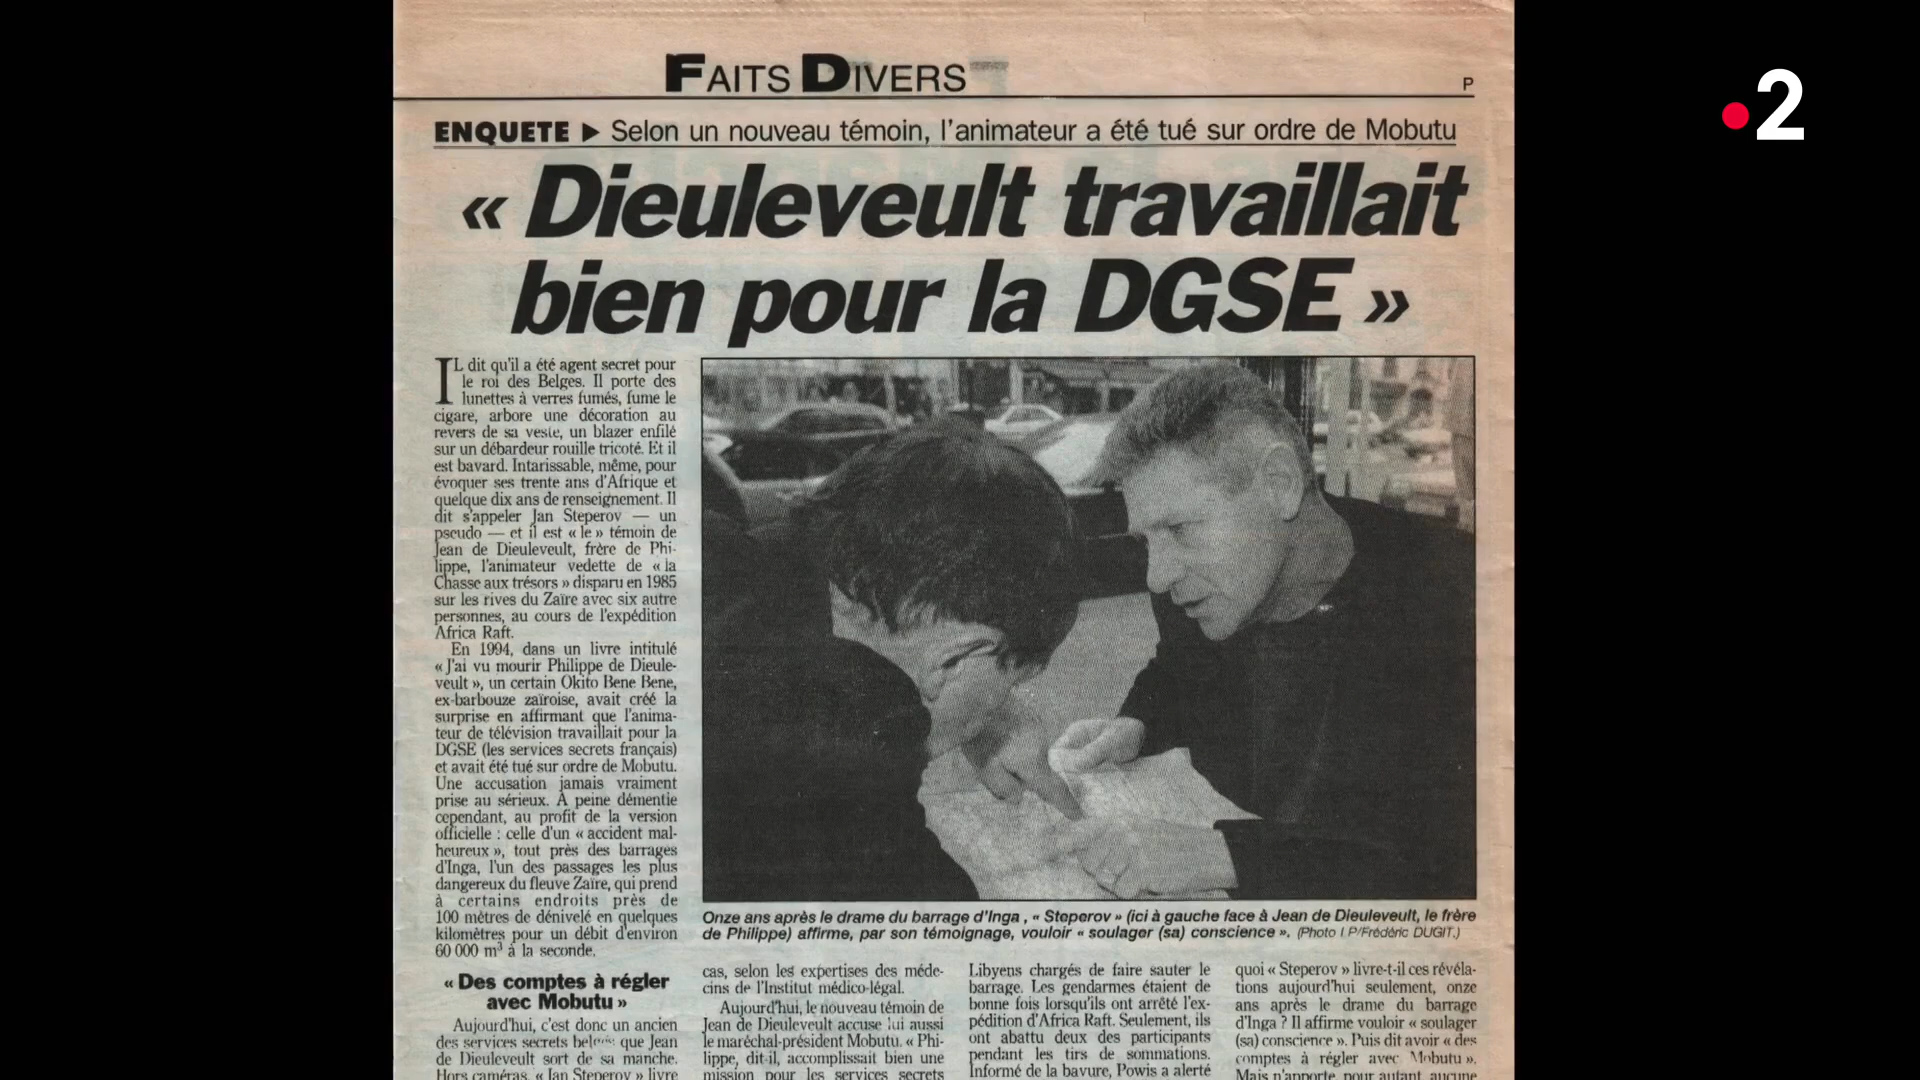 FAITS DIVERS
P
ENQUETE ▶ Selon un nouveau témoin, l'animateur a été tué sur ordre de Mobutu
« Dieuleveult travaillait
bien pour la DGSE »
IL dit qu'il a été agent secret pour
le roi des Belges. Il porte des
lunettes à verres fumés, fume le
cigare, arbore une décoration au
revers de sa veste, un blazer enfilé
sur un débardeur rouille tricoté. Et il
est bavard. Intarissable, même, pour
évoquer ses trente ans d'Afrique et
quelque dix ans de renseignement. Il
dit s'appeler Jan Steperov — un
pseudo — et il est « le » témoin de
Jean de Dieuleveult, frère de Phi-
lippe, l'animateur vedette de « la
Chasse aux trésors » disparu en 1985
sur les rives du Zaïre avec six autre
personnes, au cours de l'expédition
Africa Raft.
En 1994, dans un livre intitulé
« J'ai vu mourir Philippe de Dieule-
veult », un certain Okito Bene Bene,
ex-barbouze zaïroise, avait créé la
surprise en affirmant que l'anima-
teur de télévision travaillait pour la
DGSE (les services secrets français)
et avait été tué sur ordre de Mobutu.
Une accusation jamais vraiment
prise au sérieux. A peine démentie
cependant, au profit de la version
officielle : celle d'un « accident mal-
heureux », tout près des barrages
d'Inga, l'un des passages les plus
dangereux du fleuve Zaïre, qui prend
à certains endroits près de
100 mètres de dénivelé en quelques
kilomètres pour un débit d'environ
60 000 m³ à la seconde.
« Des comptes à régler
avec Mobutu »
Aujourd'hui, c'est donc un ancien
des services secrets que Jean
de Dieuleveult sort de sa manche.
Hors caméras, « Jan Steperov » livre
Onze ans après le drame du barrage d'Inga , « Steperov » (ici à gauche face à Jean de Dieuleveult, le frère
de Philippe) affirme, par son témoignage, vouloir « soulager (sa) conscience ». (Photo LP/Frédéric DUGIT.)
cas, selon les expertises des méde-
cins de l'Institut médico-légal.
Aujourd'hui, le nouveau témoin de
Jean de Dieuleveult accuse lui aussi
le maréchal-président Mobutu. « Phi-
lippe, dit-il, accomplissait bien une
mission pour les services secrets
Libyens chargés de faire sauter le
barrage. Les gendarmes étaient de
bonne fois lorsqu'ils ont arrêté l'ex-
pédition d'Africa Raft. Seulement, ils
ont abattu deux des participants
pendant les tirs de sommations.
Informé de la bavure, Powis a alerté
quoi « Steperov » livre-t-il ces révéla-
tions aujourd'hui seulement, onze
ans après le drame du barrage
d'Inga ? Il affirme vouloir « soulager
(sa) conscience ». Puis dit avoir « des
comptes à régler avec Mobutu ».
Mais n'apporte pour autant aucune
2